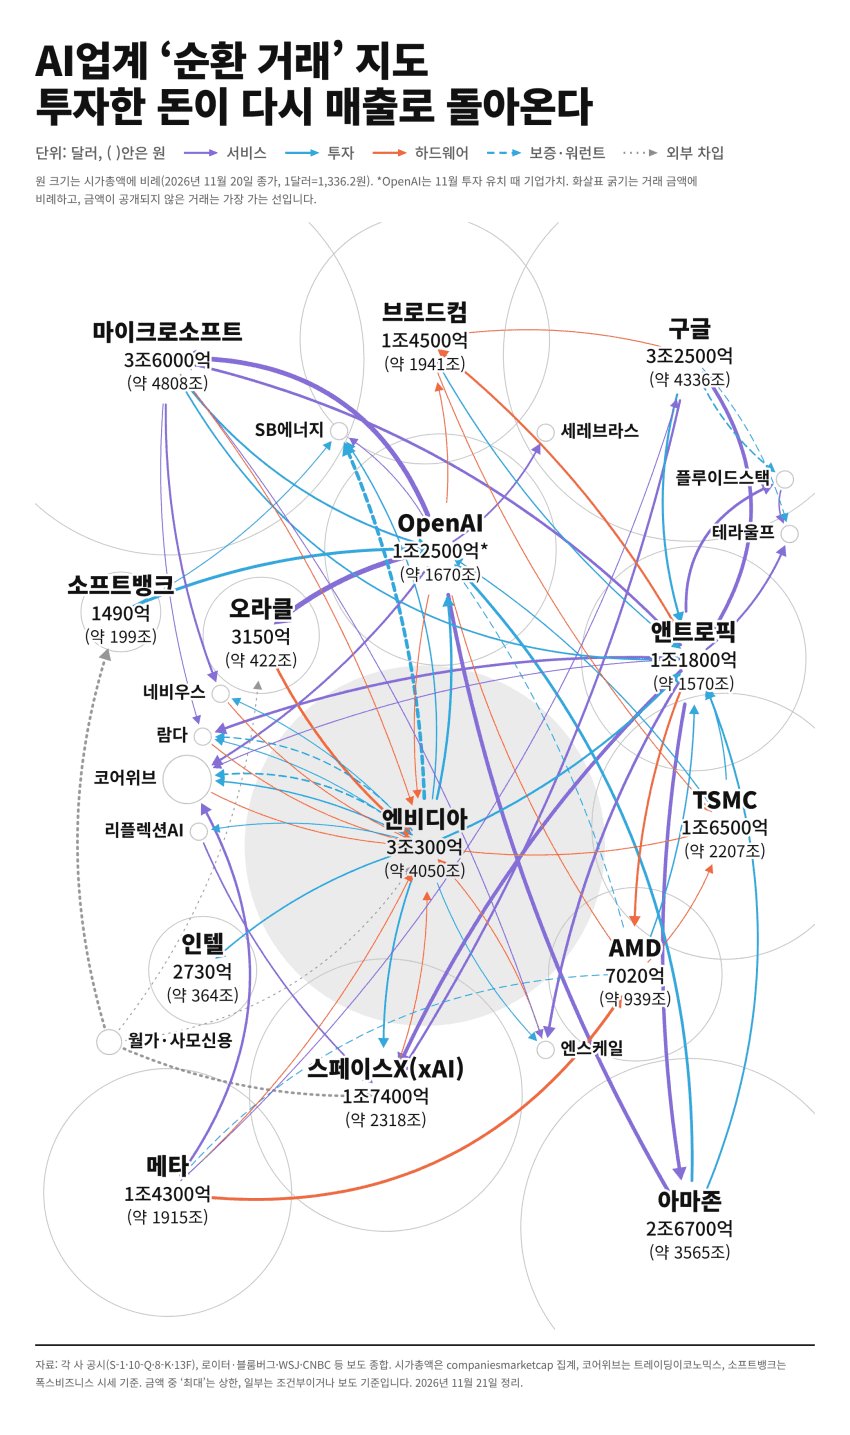 AI업계 ‘순환 거래’ 지도
투자한 돈이 다시 매출로 돌아온다
단위: 달러, ( )안은 원 서비스 투자 하드웨어 보증·워런트 외부 차입
원 크기는 시가총액에 비례(2026년 11월 20일 종가, 1달러=1,336.2원). *OpenAI는 11월 투자 유치 때 기업가치. 화살표 굵기는 거래 금액에
비례하고, 금액이 공개되지 않은 거래는 가장 가는 선입니다.
브로드컴
1조4500억
(약 1941조)
마이크로소프트
3조6000억
(약 4808조)
구글
3조2500억
(약 4336조)
SB에너지
세레브라스
플루이드스택
테라울프
OpenAI
1조2500억*
(약 1670조)
소프트뱅크
1490억
(약 199조)
오라클
3150억
(약 422조)
앤트로픽
1조1800억
(약 1570조)
네비우스
람다
코어위브
리플렉션AI
엔비디아
3조300억
(약 4050조)
TSMC
1조6500억
(약 2207조)
인텔
2730억
(약 364조)
AMD
7020억
(약 939조)
월가·사모신용
엔스케일
스페이스X(xAI)
1조7400억
(약 2318조)
메타
1조4300억
(약 1915조)
아마존
2조6700억
(약 3565조)
자료: 각 사 공시(S-1·10-Q·8-K·13F), 로이터·블룸버그·WSJ·CNBC 등 보도 종합. 시가총액은 companiesmarketcap 집계, 코어위브는 트레이딩이코노믹스, 소프트뱅크는
폭스비즈니스 시세 기준. 금액 중 ‘최대’는 상한, 일부는 조건부이거나 보도 기준입니다. 2026년 11월 21일 정리.